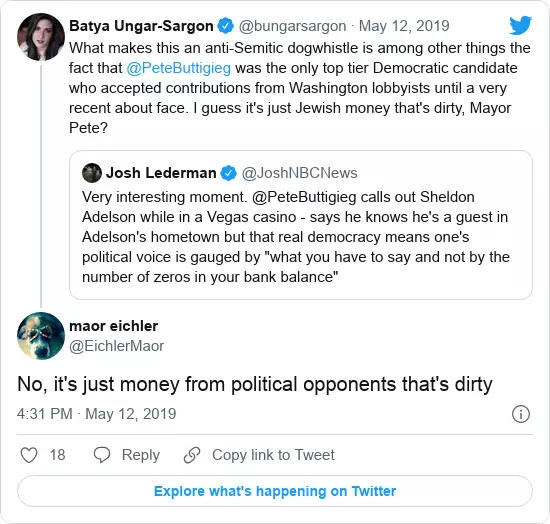 Batya Ungar-Sargon @bungarsargon · May 12, 2019
What makes this an anti-Semitic dogwhistle is among other things the
fact that @PeteButtigieg was the only top tier Democratic candidate
who accepted contributions from Washington lobbyists until a very
recent about face. I guess it's just Jewish money that's dirty, Mayor
Pete?
Josh Lederman @JoshNBCNews
Very interesting moment. @PeteButtigieg calls out Sheldon
Adelson while in a Vegas casino - says he knows he's a guest in
Adelson's hometown but that real democracy means one's
political voice is gauged by "what you have to say and not by the
number of zeros in your bank balance"
maor eichler
@EichlerMaor
No, it's just money from political opponents that's dirty
4:31 PM · May 12, 2019
18 Reply Copy link to Tweet
Explore what's happening on Twitter